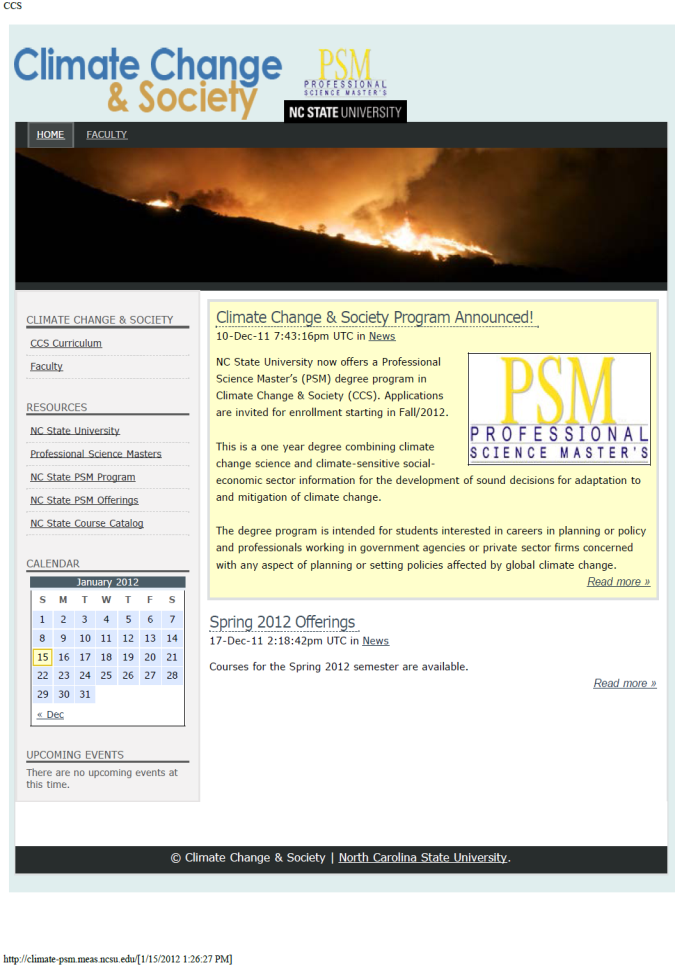 CCS
Climate Change
& Society
PSM
PROFESSIONAL
SCIENCE MASTER'S
NC STATE UNIVERSITY
HOME FACULTY
CLIMATE CHANGE & SOCIETY
CCS Curriculum
Faculty
RESOURCES
NC State University
Professional Science Masters
NC State PSM Program
NC State PSM Offerings
NC State Course Catalog
CALENDAR
January 2012
S M T W T F S
1 2 3 4 5 6 7
8 9 10 11 12 13 14
15 16 17 18 19 20 21
22 23 24 25 26 27 28
29 30 31
« Dec
UPCOMING EVENTS
There are no upcoming events at
this time.
Climate Change & Society Program Announced!
10-Dec-11 7:43:16pm UTC in News
NC State University now offers a Professional
Science Master's (PSM) degree program in
Climate Change & Society (CCS). Applications
are invited for enrollment starting in Fall/2012.
PSM
PROFESSIONAL
SCIENCE MASTER'S
This is a one year degree combining climate
change science and climate-sensitive social-
economic sector information for the development of sound decisions for adaptation to
and mitigation of climate change.
The degree program is intended for students interested in careers in planning or policy
and professionals working in government agencies or private sector firms concerned
with any aspect of planning or setting policies affected by global climate change.
Read more »
Spring 2012 Offerings
17-Dec-11 2:18:42pm UTC in News
Courses for the Spring 2012 semester are available.
Read more »
© Climate Change & Society | North Carolina State University.
http://climate-psm.meas.ncsu.edu/[1/15/2012 1:26:27 PM]